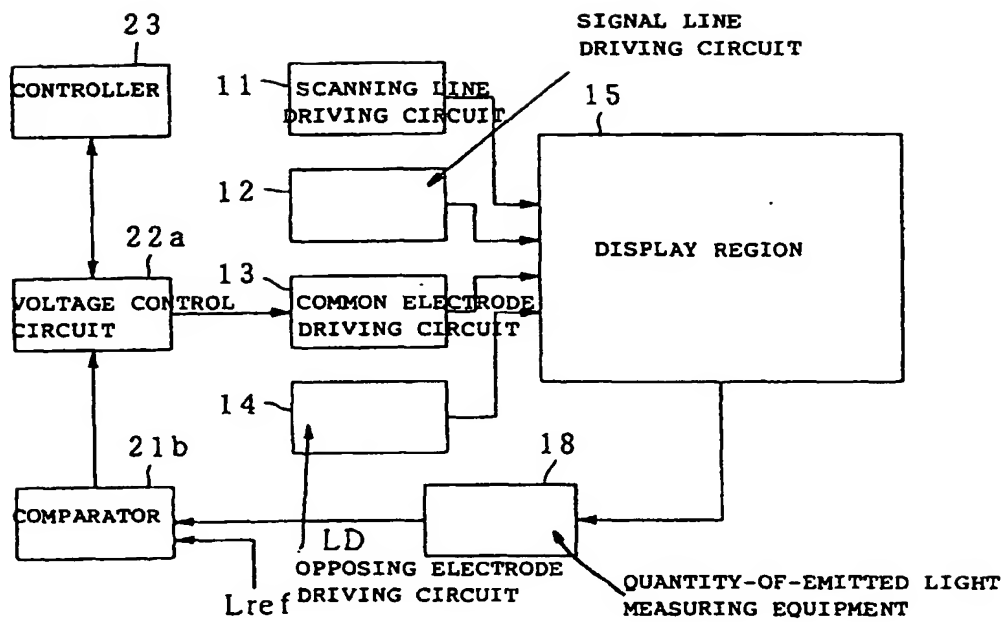 SIGNAL LINE
DRIVING CIRCUIT
23
CONTROLLER
11
SCANNING LINE
DRIVING CIRCUIT
15
12
DISPLAY REGION
22a
VOLTAGE CONTROL
CIRCUIT
13
COMMON ELECTRODE
DRIVING CIRCUIT
14
21b
COMPARATOR
18
LD
Lref
OPPOSING ELECTRODE
DRIVING CIRCUIT
QUANTITY-OF-EMITTED LIGHT
MEASURING EQUIPMENT